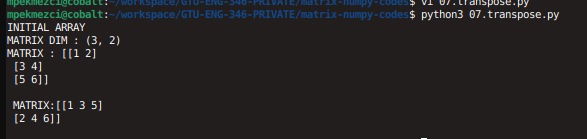 mpekmezci@cobalt:~/workspace/GTU-ENG-346-PRIVATE/matrix-numpy-codes$ vi 07.transpose.py
mpekmezci@cobalt:~/workspace/GTU-ENG-346-PRIVATE/matrix-numpy-codes$ python3 07.transpose.py
INITIAL ARRAY
MATRIX DIM : (3, 2)
MATRIX : [[1 2]
 [3 4]
 [5 6]]

 MATRIX:[[1 3 5]
 [2 4 6]]